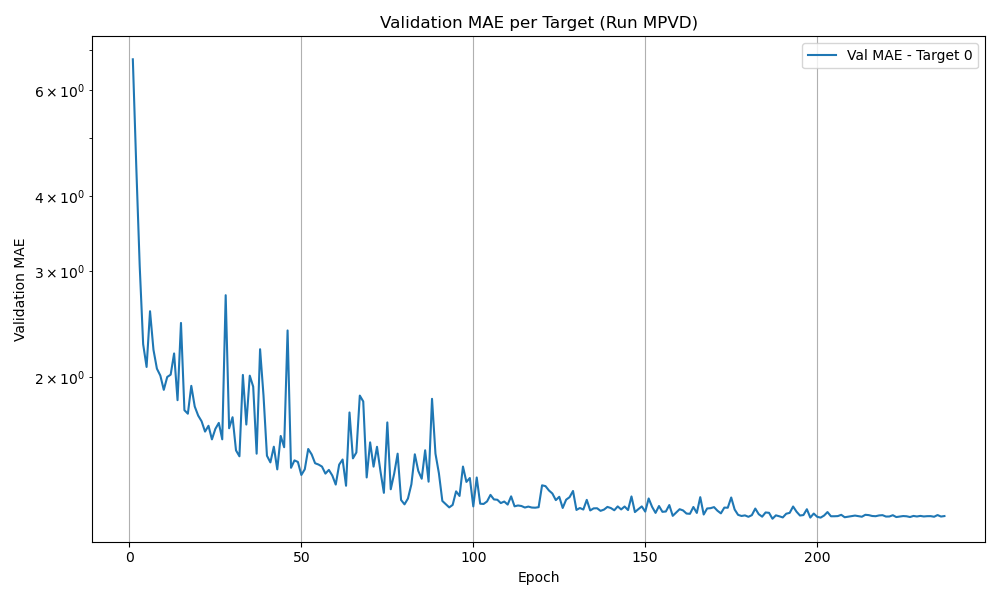 Validation MAE per Target (Run MPVD)
Val MAE - Target 0
6 × 10⁰
4 × 10⁰
3 × 10⁰
2 × 10⁰
Validation MAE
0 50 100 150 200
Epoch